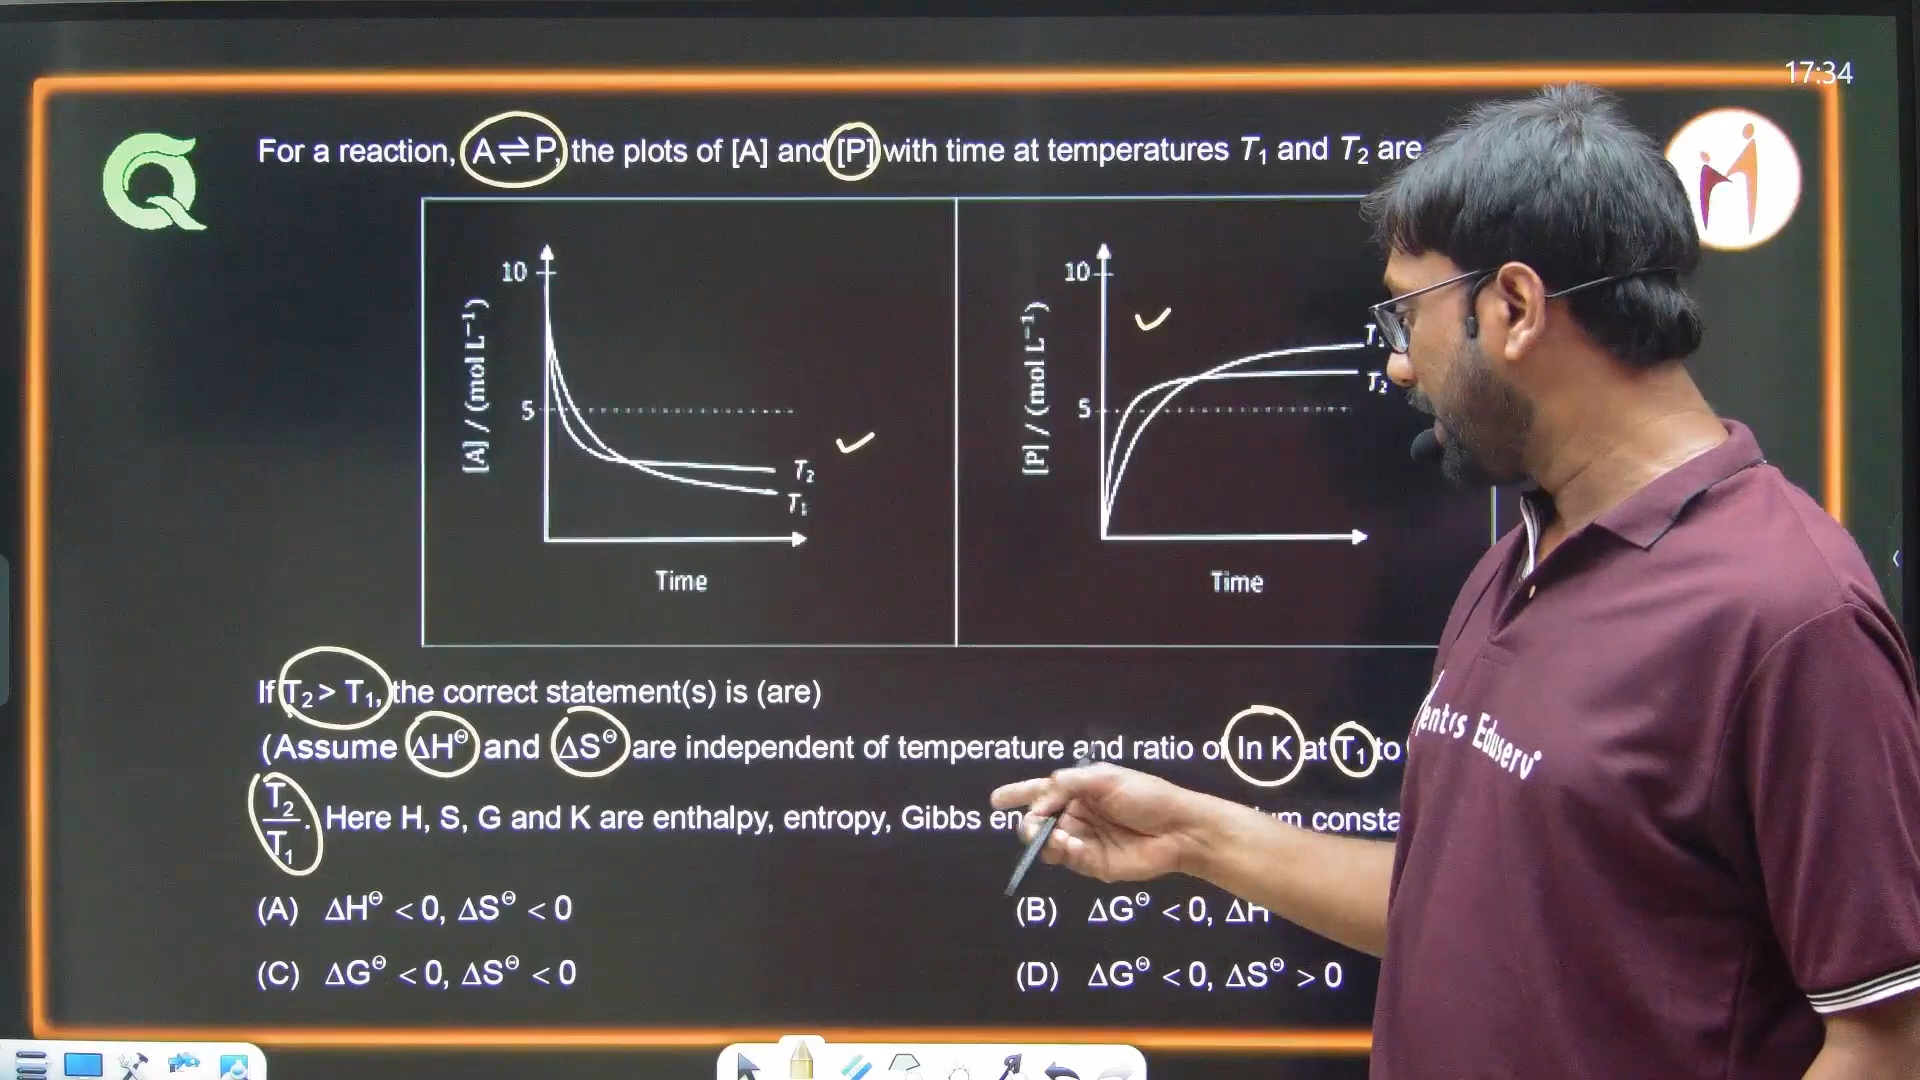 17:34
For a reaction, A⇌P, the plots of [A] and [P] with time at temperatures T₁ and T₂ are
10
5
[A] / (mol L⁻¹)
T₂
T₁
Time
10
5
[P] / (mol L⁻¹)
T₂
Time
If T₂ > T₁, the correct statement(s) is (are)
(Assume ΔH⊖ and ΔS⊖ are independent of temperature and ratio of ln K at T₁ to
T₂
T₁
. Here H, S, G and K are enthalpy, entropy, Gibbs
(A) ΔH⊖ < 0, ΔS⊖ < 0
(B) ΔG⊖ < 0, ΔH
(C) ΔG⊖ < 0, ΔS⊖ < 0
(D) ΔG⊖ < 0, ΔS⊖ > 0
Eduserv